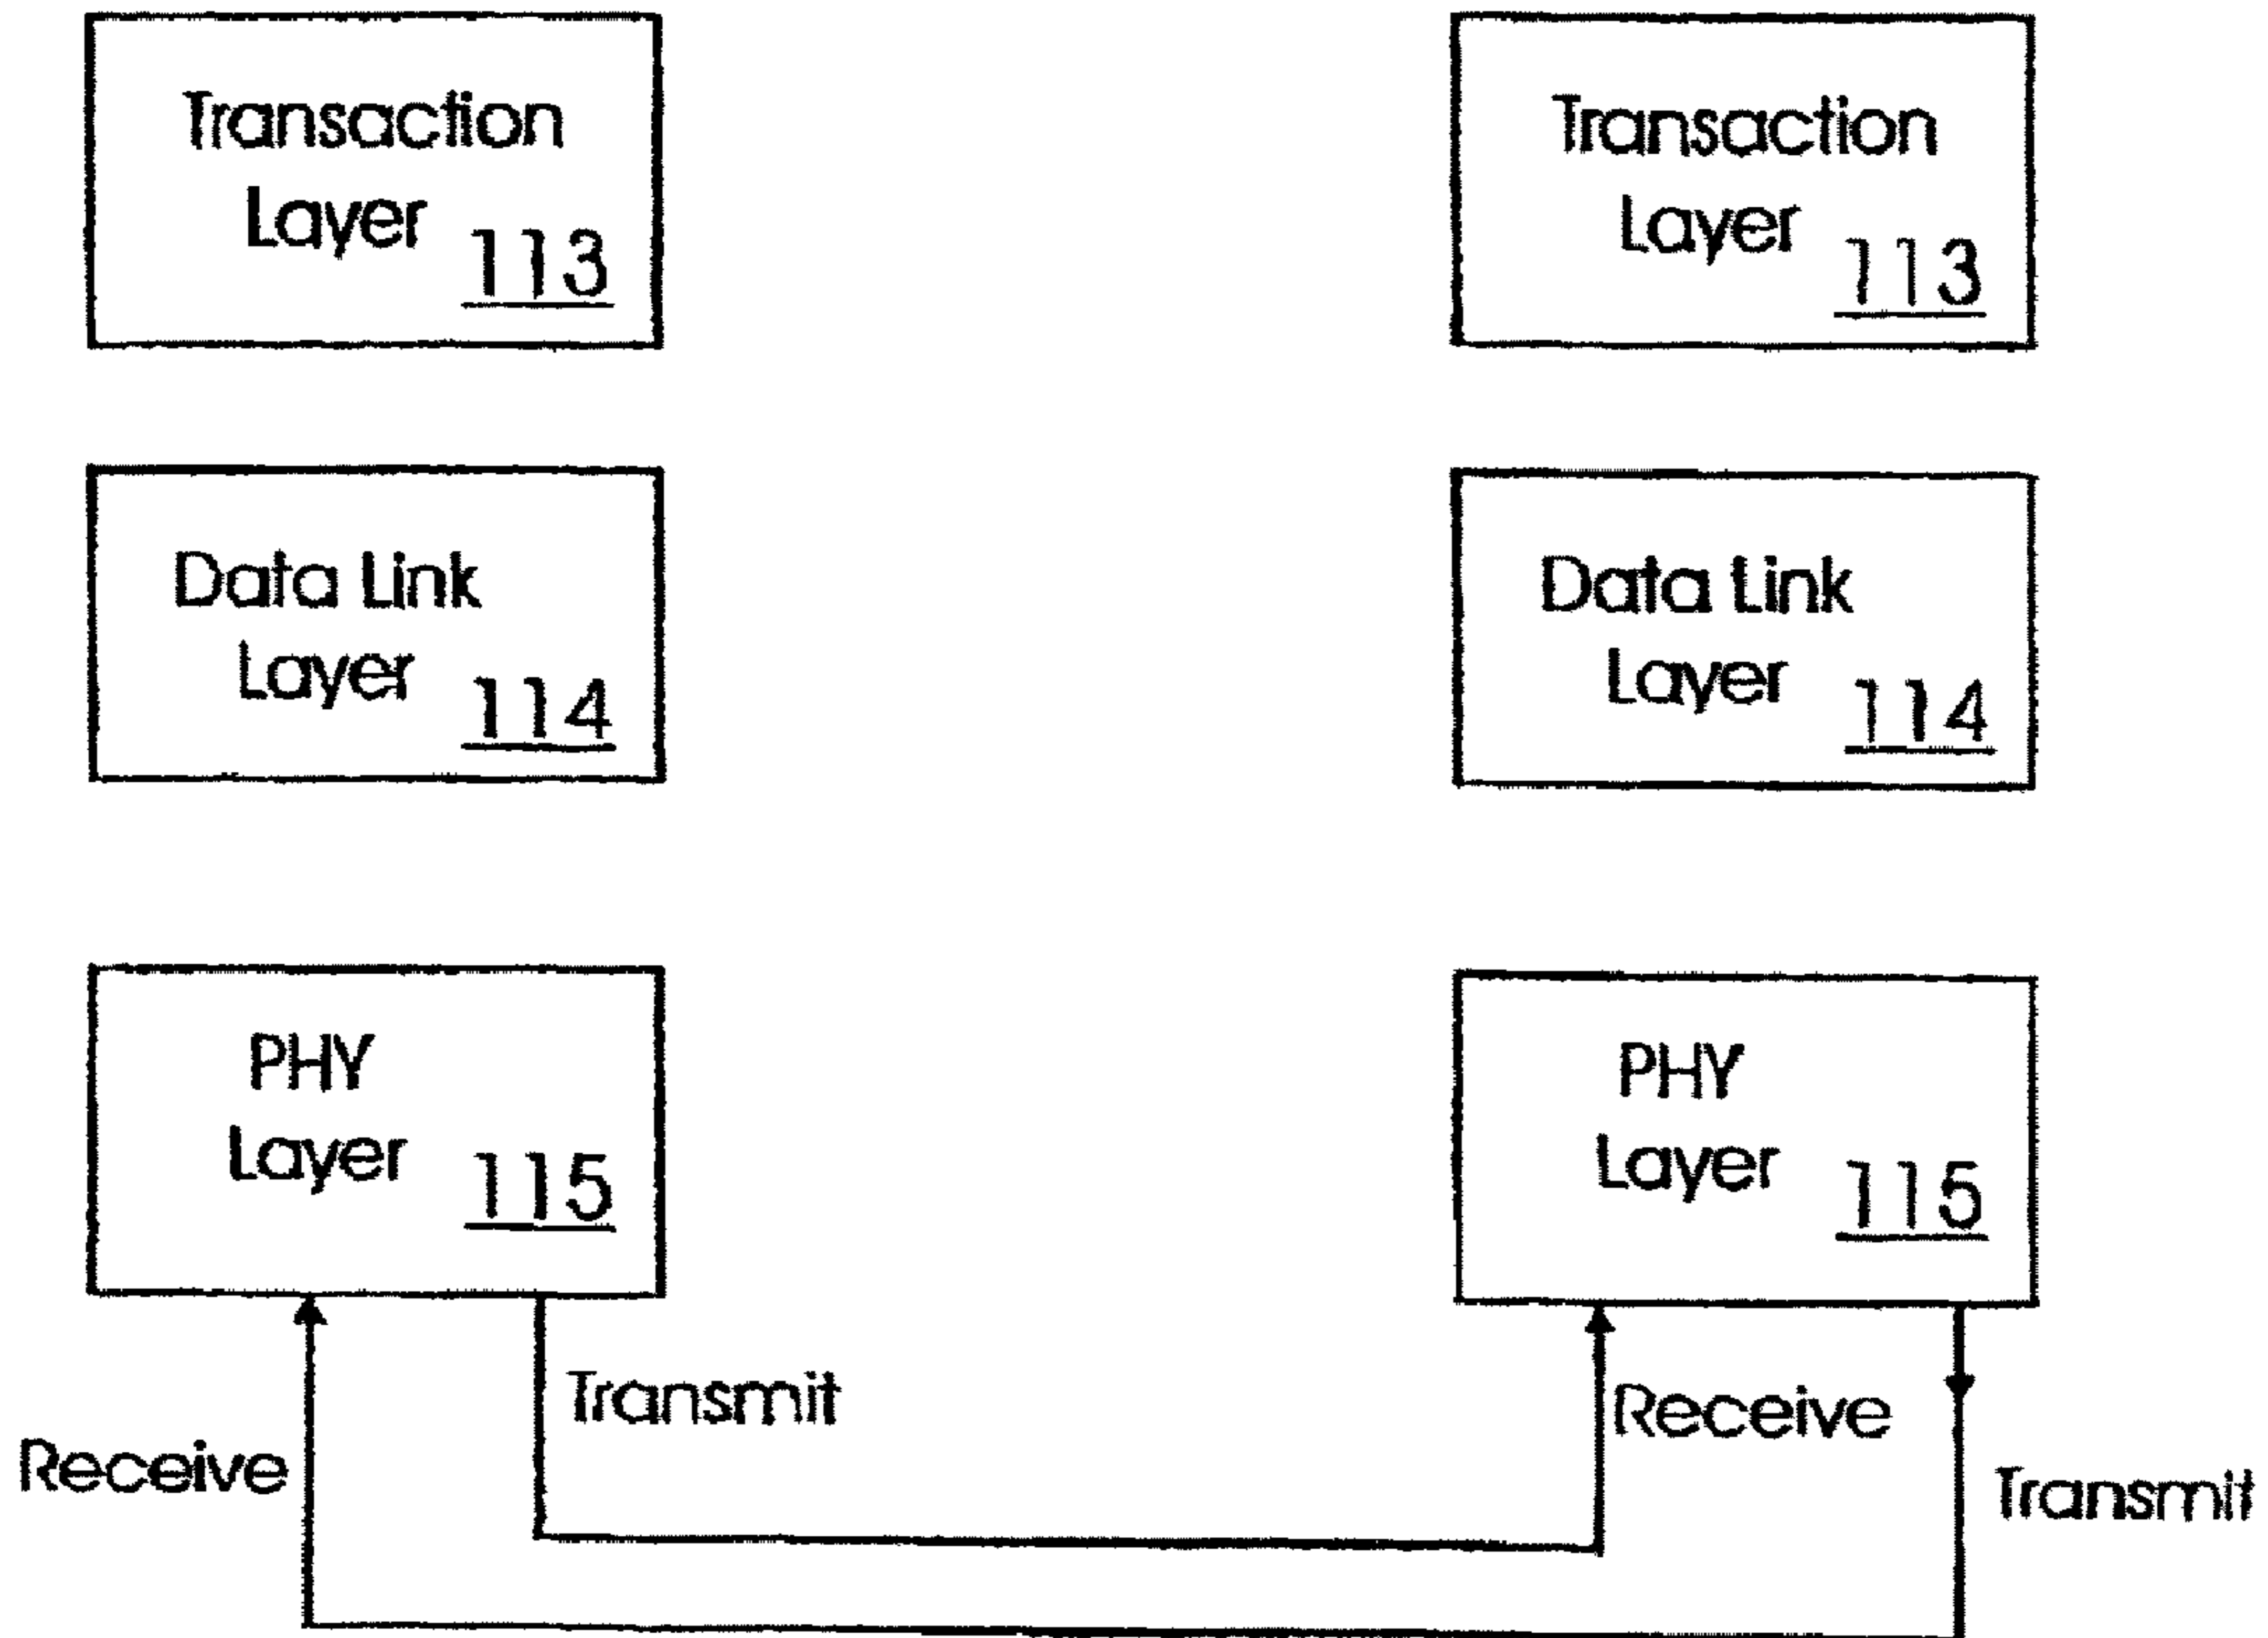 Transaction
Layer 113
Transaction
Layer 113
Data Link
Layer 114
Data Link
Layer 114
PHY
Layer 115
PHY
Layer 115
Transmit
Receive
Receive
Transmit